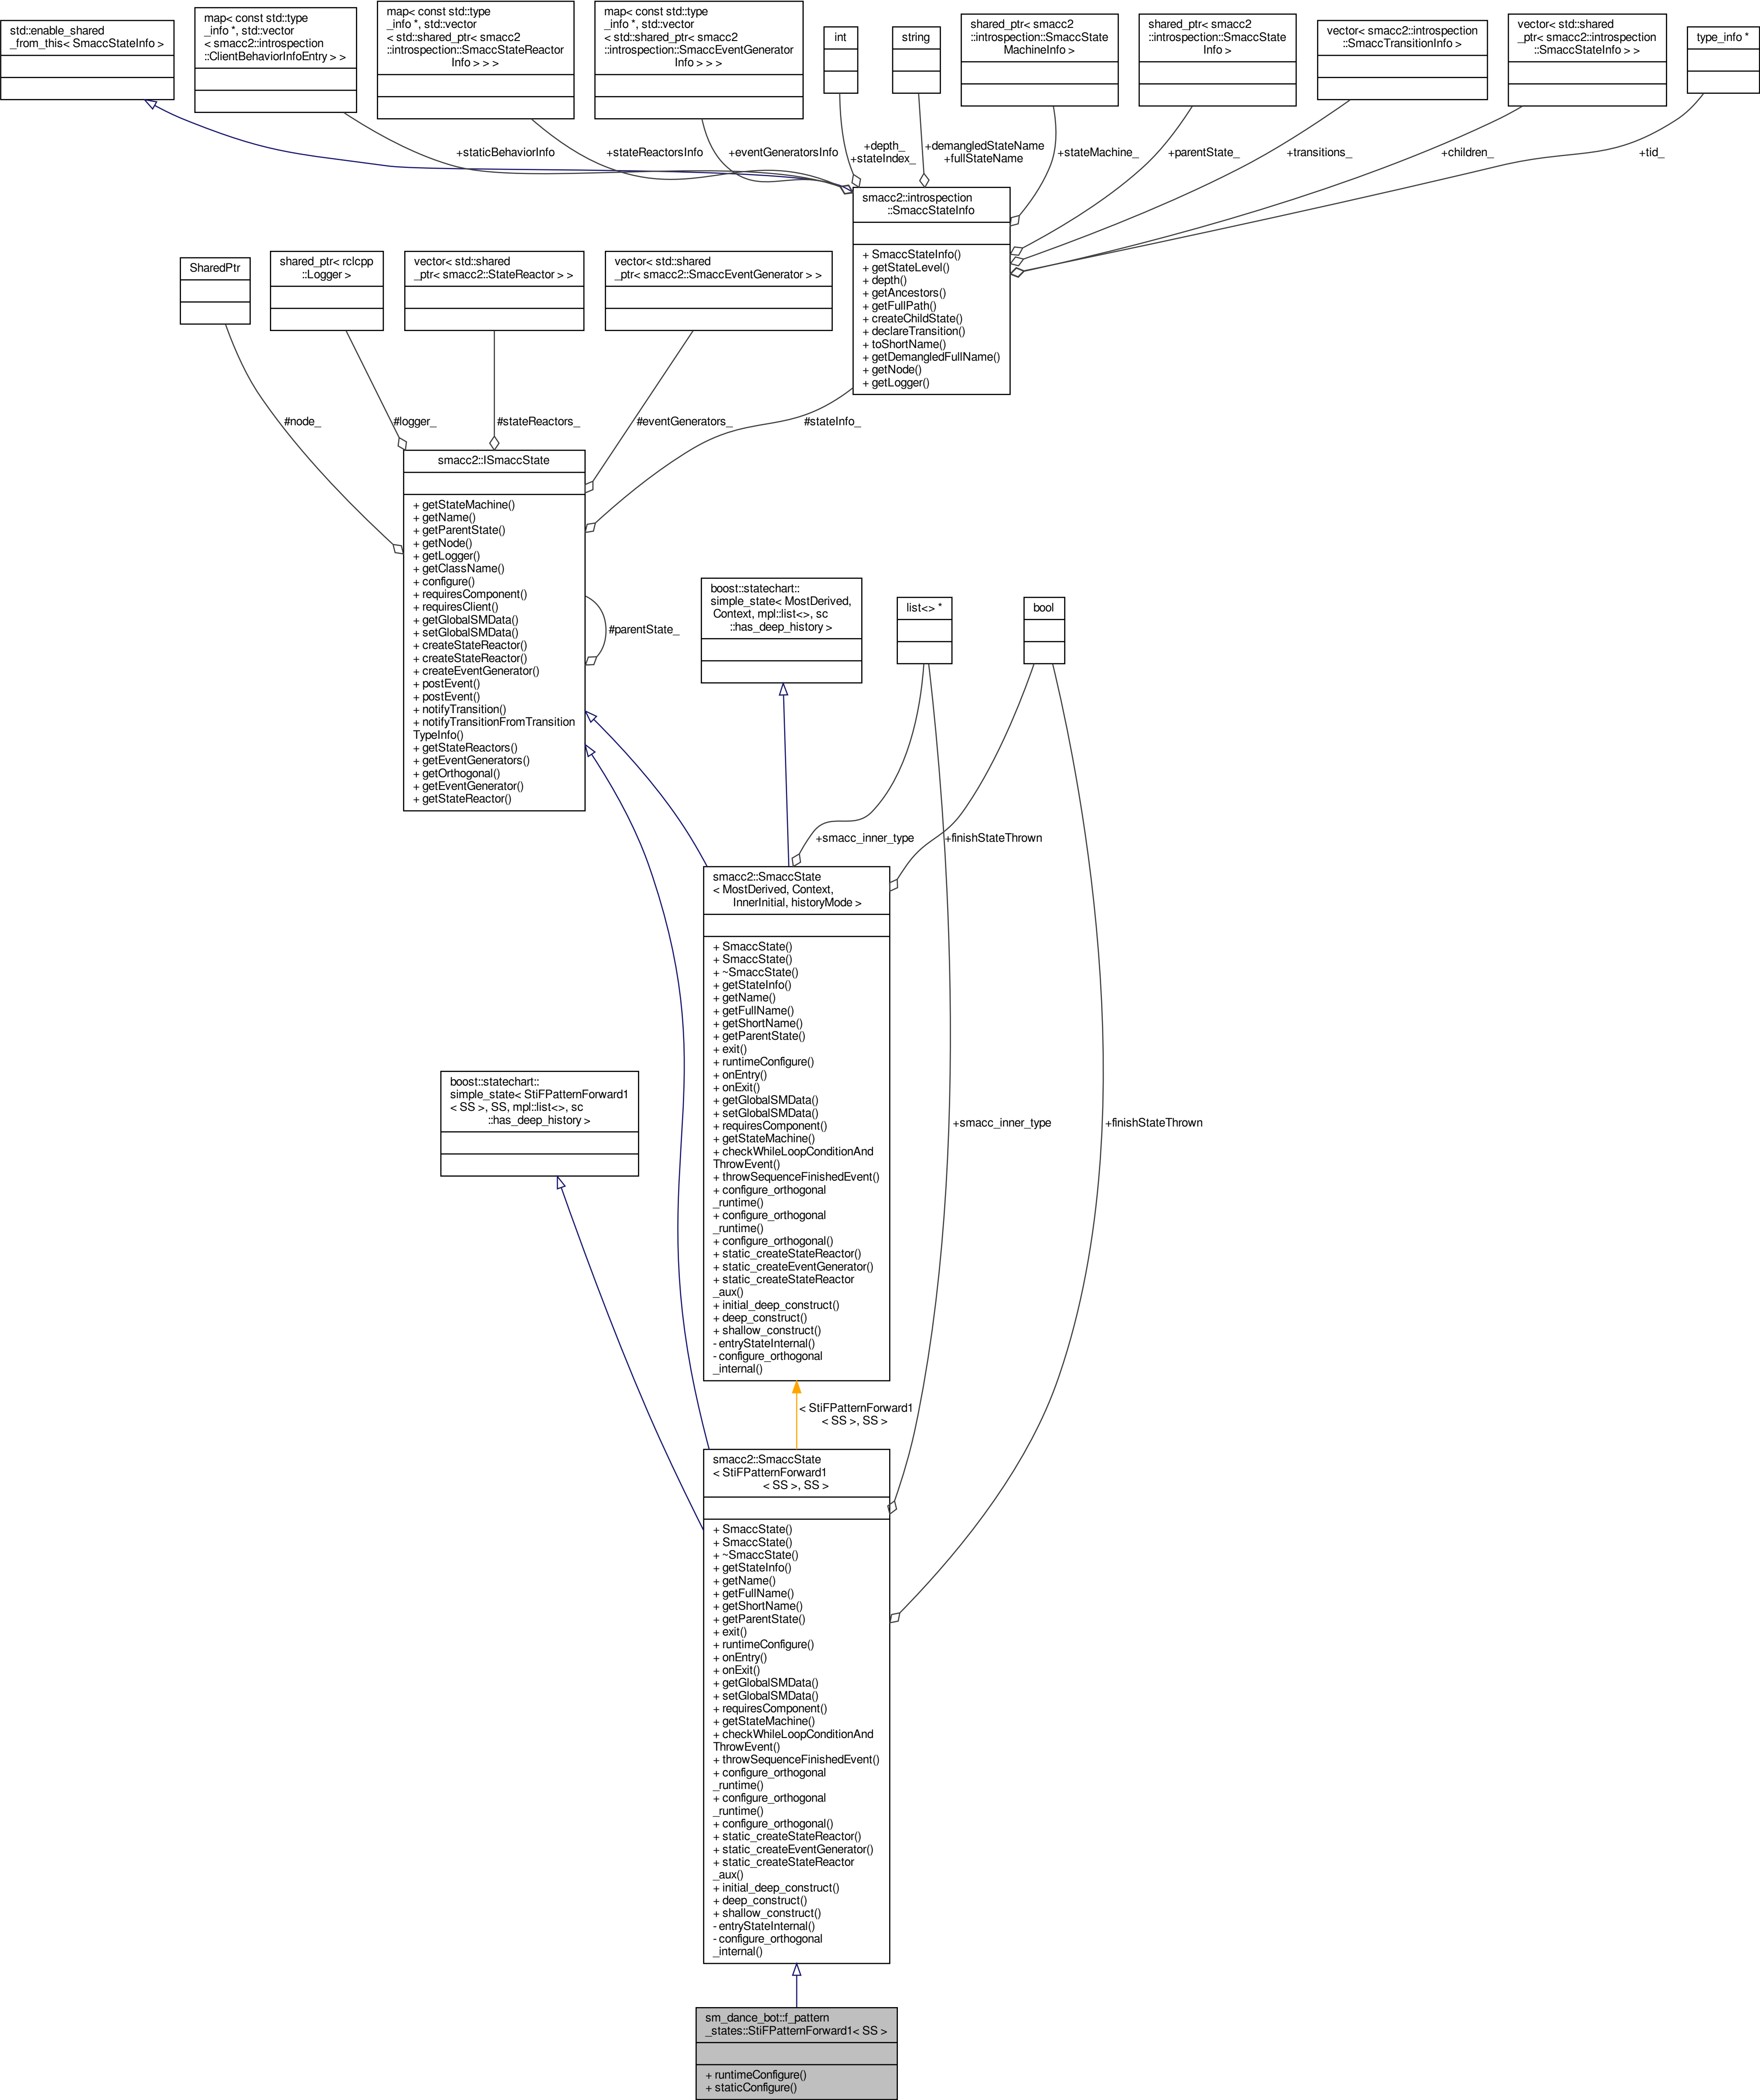 std::enable_shared
_from_this< SmaccStateInfo >
map< const std::type
_info *, std::vector
< smacc2::introspection
::ClientBehaviorInfoEntry > >
map< const std::type
_info *, std::vector
< std::shared_ptr< smacc2
::introspection::SmaccStateReactor
Info > > >
map< const std::type
_info *, std::vector
< std::shared_ptr< smacc2
::introspection::SmaccEventGenerator
Info > > >
int
string
shared_ptr< smacc2
::introspection::SmaccState
MachineInfo >
shared_ptr< smacc2
::introspection::SmaccState
Info >
vector< smacc2::introspection
::SmaccTransitionInfo >
vector< std::shared
_ptr< smacc2::introspection
::SmaccStateInfo > >
type_info *
+staticBehaviorInfo
+stateReactorsInfo
+eventGeneratorsInfo
+depth_
+stateIndex_
+demangledStateName
+fullStateName
+stateMachine_
+parentState_
+transitions_
+children_
+tid_
smacc2::introspection
::SmaccStateInfo
+ SmaccStateInfo()
+ getStateLevel()
+ depth()
+ getAncestors()
+ getFullPath()
+ createChildState()
+ declareTransition()
+ toShortName()
+ getDemangledFullName()
+ getNode()
+ getLogger()
SharedPtr
shared_ptr< rclcpp
::Logger >
vector< std::shared
_ptr< smacc2::StateReactor > >
vector< std::shared
_ptr< smacc2::SmaccEventGenerator > >
#node_
#logger_
#stateReactors_
#eventGenerators_
#stateInfo_
smacc2::ISmaccState
+ getStateMachine()
+ getName()
+ getParentState()
+ getNode()
+ getLogger()
+ getClassName()
+ configure()
+ requiresComponent()
+ requiresClient()
+ getGlobalSMData()
+ setGlobalSMData()
+ createStateReactor()
+ createStateReactor()
+ createEventGenerator()
+ postEvent()
+ postEvent()
+ notifyTransition()
+ notifyTransitionFromTransition
TypeInfo()
+ getStateReactors()
+ getEventGenerators()
+ getOrthogonal()
+ getEventGenerator()
+ getStateReactor()
#parentState_
boost::statechart::
simple_state< MostDerived,
Context, mpl::list<>, sc
::has_deep_history >
list<> *
bool
+smacc_inner_type
+finishStateThrown
smacc2::SmaccState
< MostDerived, Context,
InnerInitial, historyMode >
+ SmaccState()
+ SmaccState()
+ ~SmaccState()
+ getStateInfo()
+ getName()
+ getFullName()
+ getShortName()
+ getParentState()
+ exit()
+ runtimeConfigure()
+ onEntry()
+ onExit()
+ getGlobalSMData()
+ setGlobalSMData()
+ requiresComponent()
+ getStateMachine()
+ checkWhileLoopConditionAnd
ThrowEvent()
+ throwSequenceFinishedEvent()
+ configure_orthogonal
_runtime()
+ configure_orthogonal
_runtime()
+ configure_orthogonal()
+ static_createStateReactor()
+ static_createEventGenerator()
+ static_createStateReactor
_aux()
+ initial_deep_construct()
+ deep_construct()
+ shallow_construct()
- entryStateInternal()
- configure_orthogonal
_internal()
boost::statechart::
simple_state< StiFPatternForward1
< SS >, SS, mpl::list<>, sc
::has_deep_history >
+smacc_inner_type
+finishStateThrown
< StiFPatternForward1
< SS >, SS >
smacc2::SmaccState
< StiFPatternForward1
< SS >, SS >
+ SmaccState()
+ SmaccState()
+ ~SmaccState()
+ getStateInfo()
+ getName()
+ getFullName()
+ getShortName()
+ getParentState()
+ exit()
+ runtimeConfigure()
+ onEntry()
+ onExit()
+ getGlobalSMData()
+ setGlobalSMData()
+ requiresComponent()
+ getStateMachine()
+ checkWhileLoopConditionAnd
ThrowEvent()
+ throwSequenceFinishedEvent()
+ configure_orthogonal
_runtime()
+ configure_orthogonal
_runtime()
+ configure_orthogonal()
+ static_createStateReactor()
+ static_createEventGenerator()
+ static_createStateReactor
_aux()
+ initial_deep_construct()
+ deep_construct()
+ shallow_construct()
- entryStateInternal()
- configure_orthogonal
_internal()
sm_dance_bot::f_pattern
_states::StiFPatternForward1< SS >
+ runtimeConfigure()
+ staticConfigure()